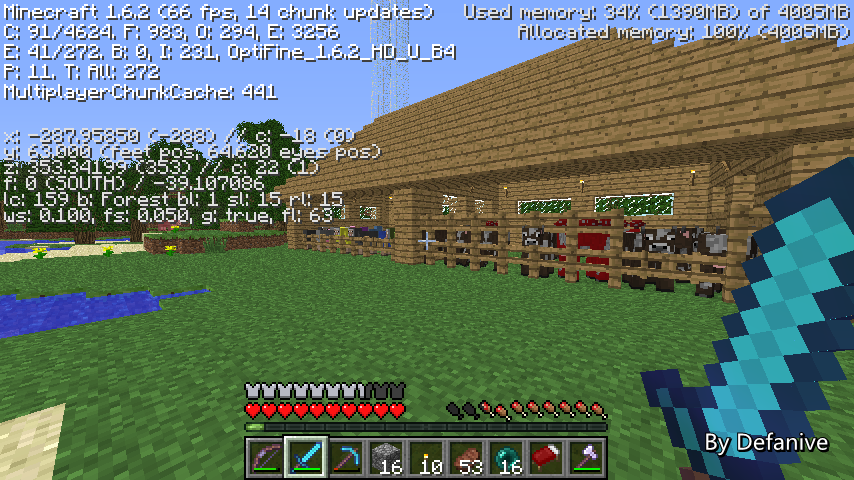 Minecraft 1.6.2 (66 fps, 14 chunk updates)
C: 91/4624, F: 983, O: 294, E: 3256
E: 41/272, B: 0, I: 231, OptiFine_1.6.2_HD_U_B4
P: 11. T: All: 272
MultiplayerChunkCache: 441
Used memory: 34% (1390MB) of 4005MB
Allocated memory: 100% (4005MB)
x: -287.95850 (-288) // c: -18 (0)
y: 63.000 (feet pos, 64.620 eyes pos)
z: 353.34199 (353) // c: 22 (1)
f: 0 (SOUTH) / -39.107086
lc: 159 b: Forest bl: 1 sl: 15 rl: 15
ws: 0.100, fs: 0.050, g: true, fl: 63
By Defanive
16 10 53 16